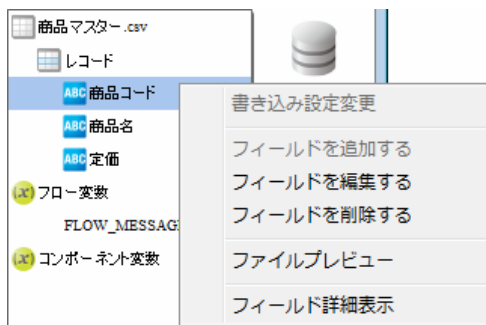 商品マスター.csv
レコード
ABC 商品コード
ABC 商品名
ABC 定価
(x) フロー変数
FLOW_MESSAG
(x) コンポーネント変数
書き込み設定変更
フィールドを追加する
フィールドを編集する
フィールドを削除する
ファイルプレビュー
フィールド詳細表示